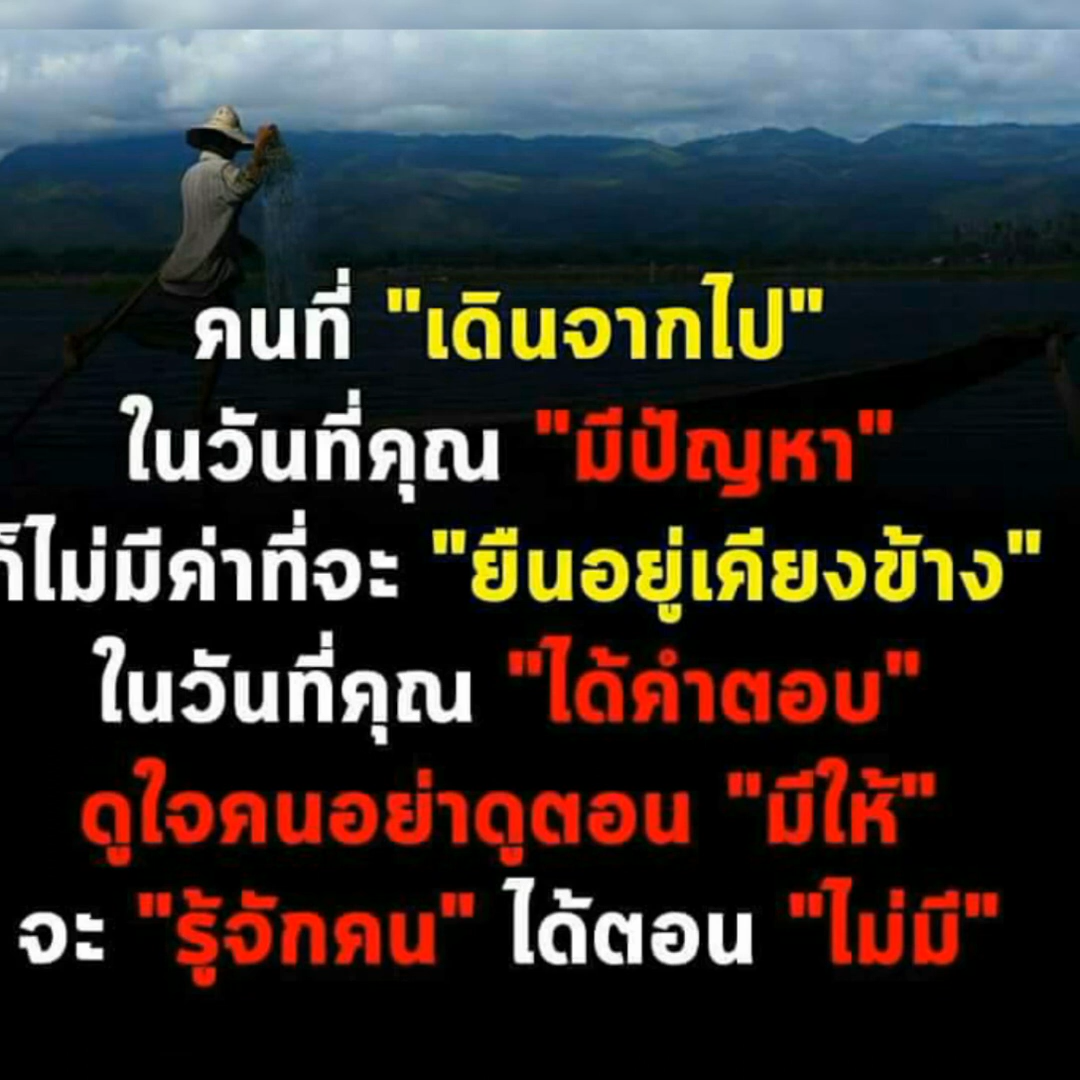 คนที่ "เดินจากไป"
ในวันที่คุณ "มีปัญหา"
ก็ไม่มีค่าที่จะ "ยืนอยู่เคียงข้าง"
ในวันที่คุณ "ได้คำตอบ"
ดูใจคนอย่าดูตอน "มีให้"
จะ "รู้จักคน" ได้ตอน "ไม่มี"